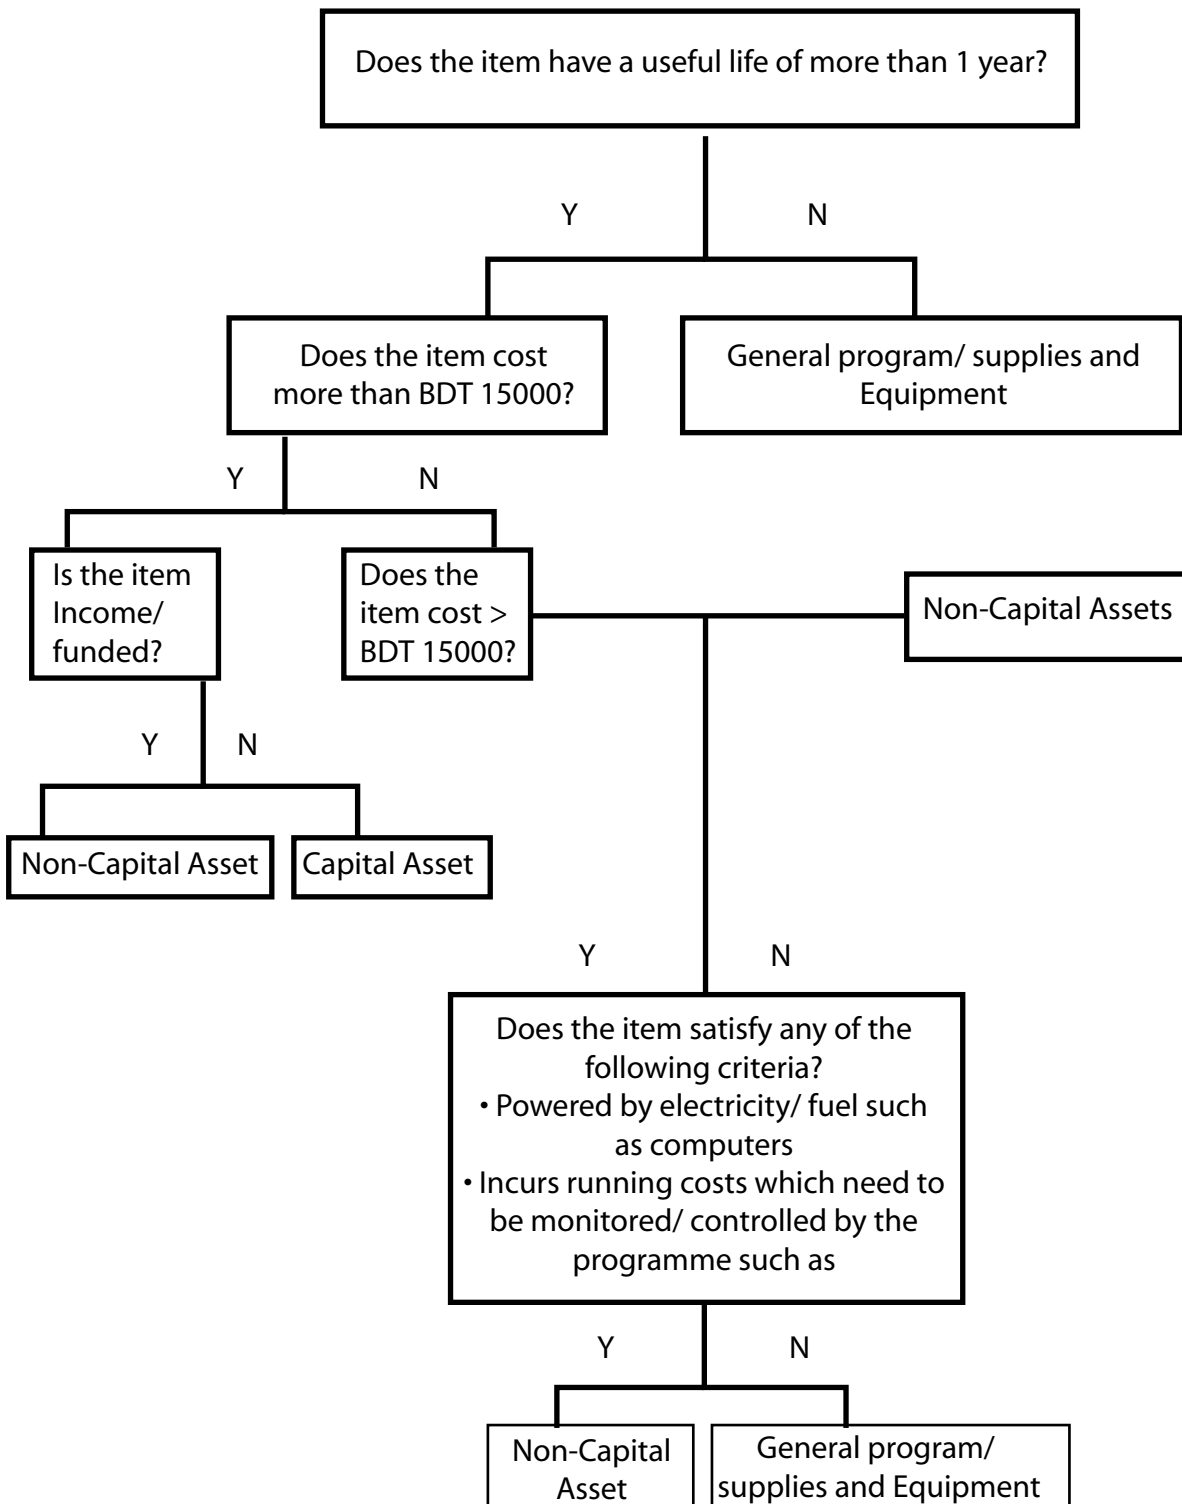 Does the item have a useful life of more than 1 year?
Y
N
Does the item cost
more than BDT 15000?
General program/ supplies and
Equipment
Y
N
Is the item
Income/
funded?
Does the
item cost >
BDT 15000?
Non-Capital Assets
Y
N
Non-Capital Asset
Capital Asset
Y
N
Does the item satisfy any of the
following criteria?
• Powered by electricity/ fuel such
as computers
• Incurs running costs which need to
be monitored/ controlled by the
programme such as
Y
N
Non-Capital
Asset
General program/
supplies and Equipment